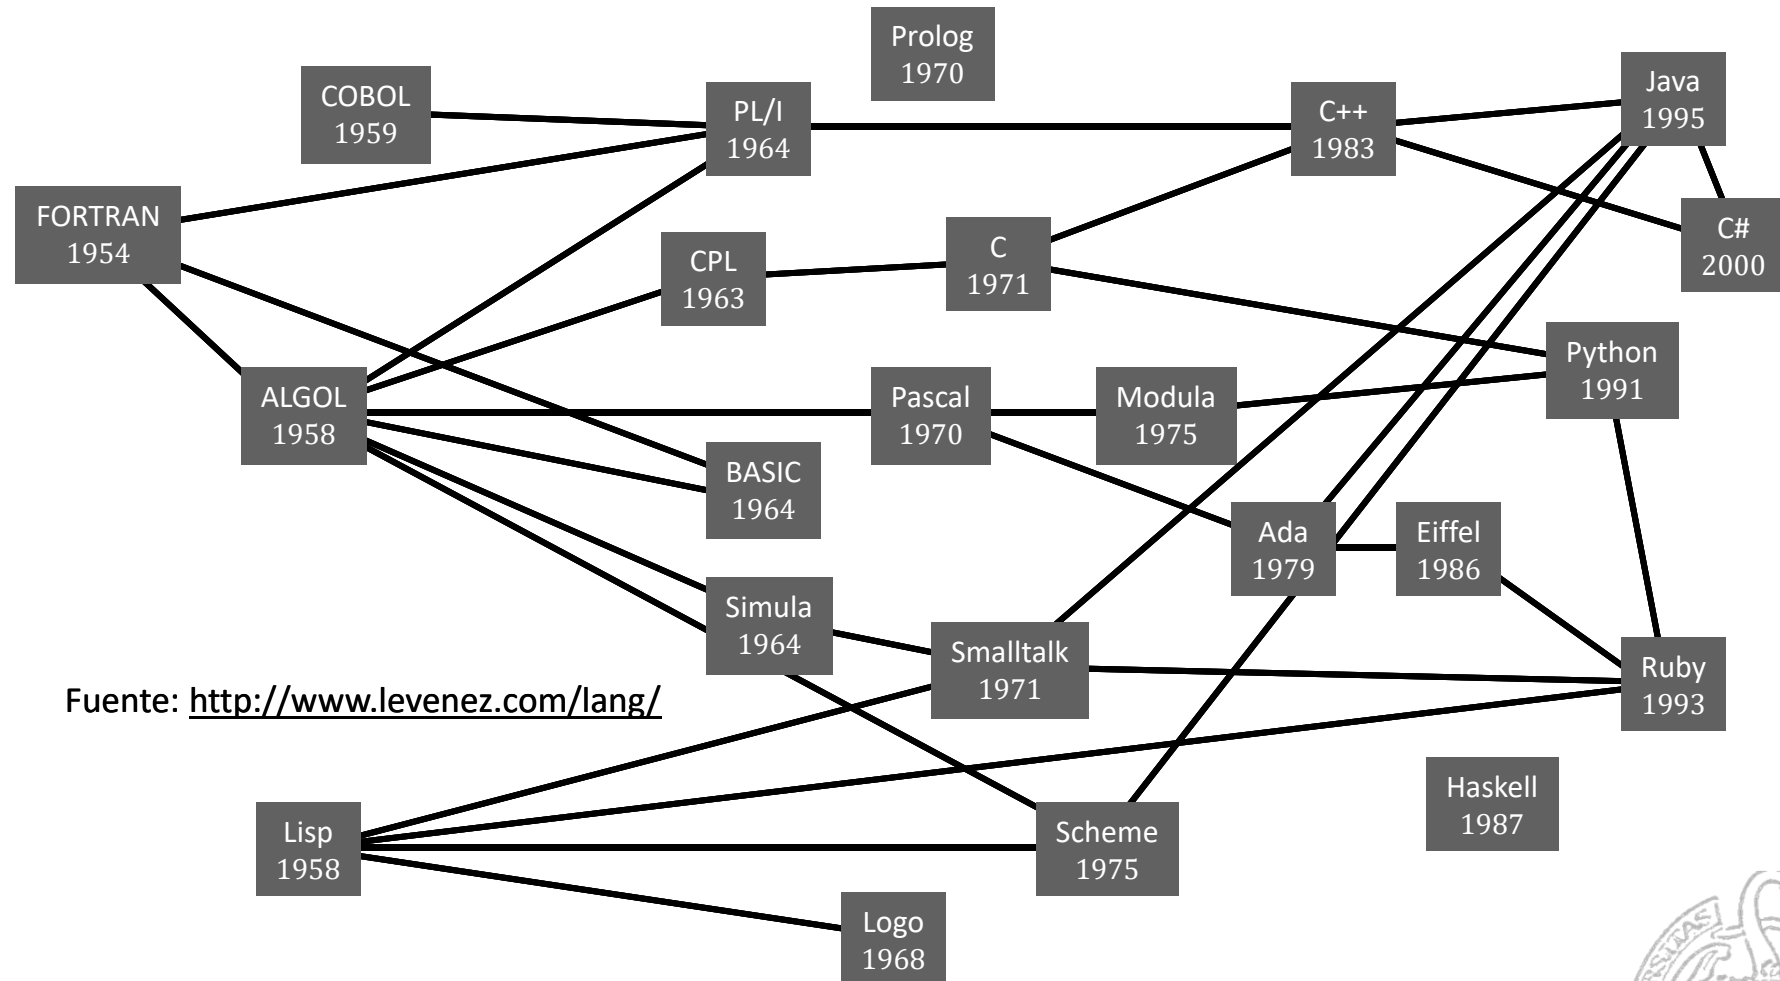 Prolog
1970
COBOL
1959
PL/I
1964
C++
1983
Java
1995
FORTRAN
1954
CPL
1963
C
1971
C#
2000
ALGOL
1958
Pascal
1970
Modula
1975
Python
1991
BASIC
1964
Ada
1979
Eiffel
1986
Simula
1964
Smalltalk
1971
Ruby
1993
Fuente: http://www.levenez.com/lang/
Lisp
1958
Scheme
1975
Haskell
1987
Logo
1968